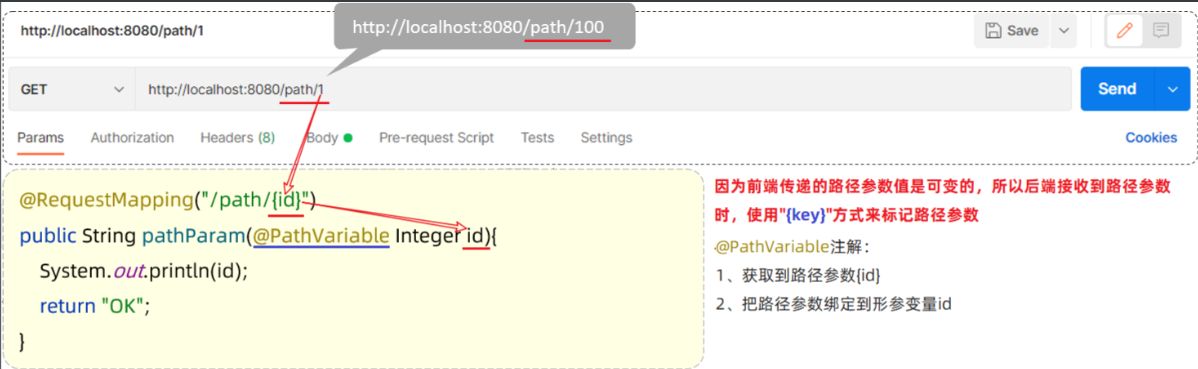 http://localhost:8080/path/100
http://localhost:8080/path/1
Save
GET
http://localhost:8080/path/1
Send
Params Authorization Headers (8) Body Pre-request Script Tests Settings Cookies
@RequestMapping("/path/{id}")
public String pathParam(@PathVariable Integer id){
System.out.println(id);
return "OK";
}
因为前端传递的路径参数值是可变的，所以后端接收到路径参数
时，使用"{key}"方式来标记路径参数
@PathVariable注解：
1、获取到路径参数{id}
2、把路径参数绑定到形参变量id